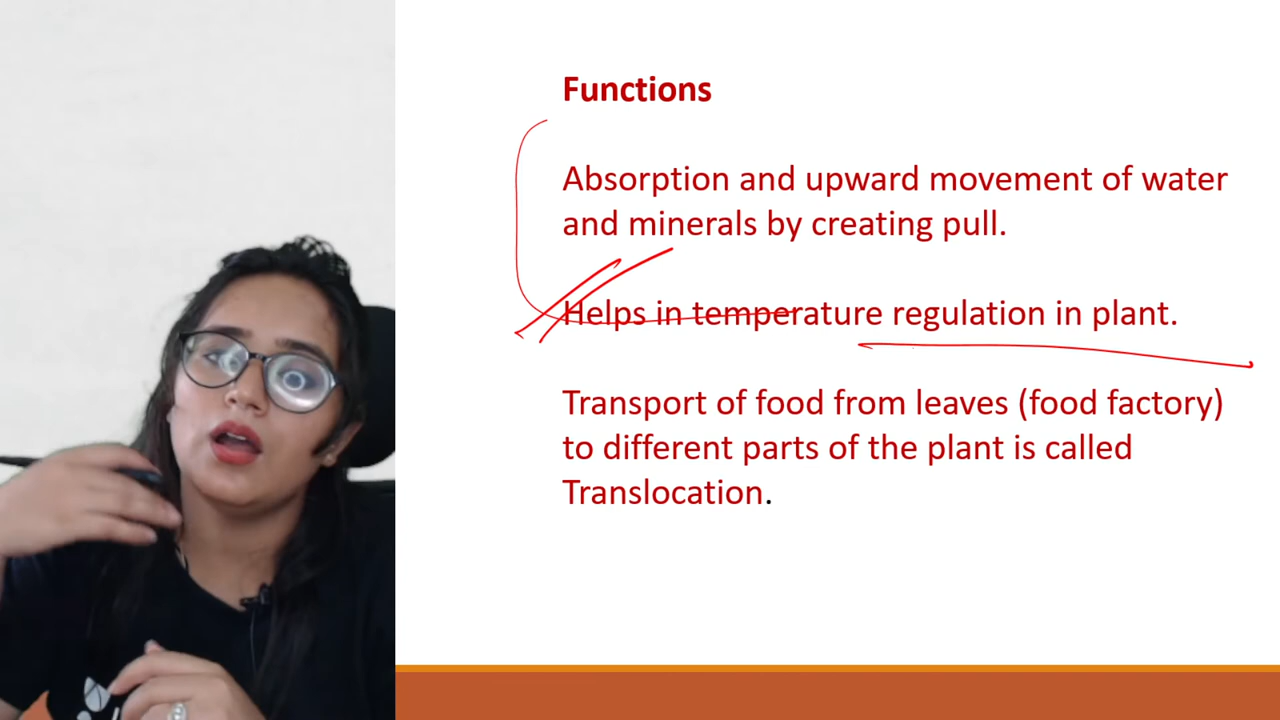 Functions
Absorption and upward movement of water
and minerals by creating pull.
Helps in temperature regulation in plant.
Transport of food from leaves (food factory)
to different parts of the plant is called
Translocation.